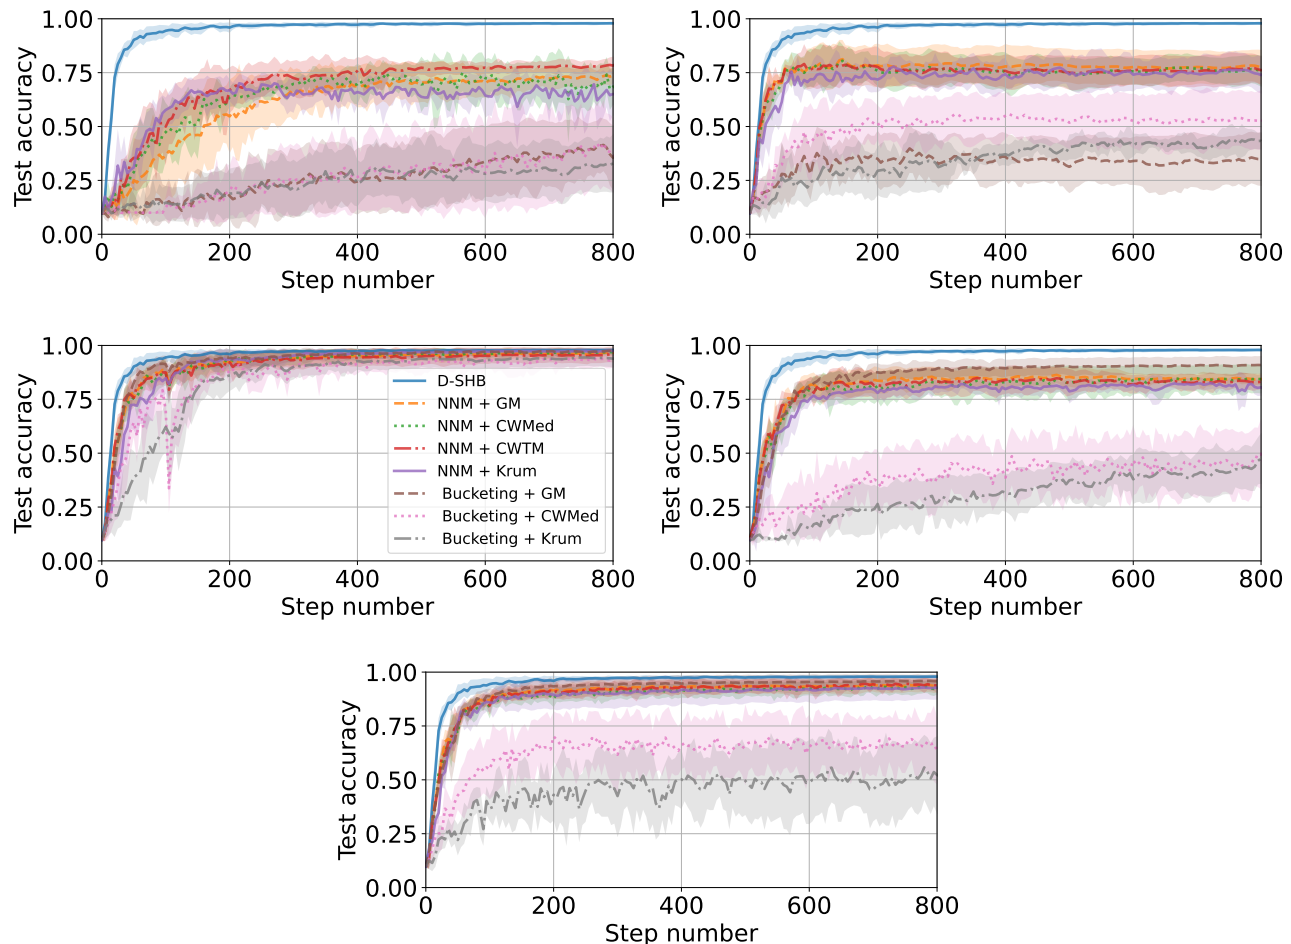 1.00
0.75
0.50
0.25
0.00
Test accuracy
0 200 400 600 800
Step number
1.00
0.75
0.50
0.25
0.00
Test accuracy
0 200 400 600 800
Step number
1.00
0.75
0.50
0.25
0.00
Test accuracy
D-SHB
NNM + GM
NNM + CWMed
NNM + CWTM
NNM + Krum
Bucketing + GM
Bucketing + CWMed
Bucketing + Krum
0 200 400 600 800
Step number
1.00
0.75
0.50
0.25
0.00
Test accuracy
0 200 400 600 800
Step number
1.00
0.75
0.50
0.25
0.00
Test accuracy
0 200 400 600 800
Step number